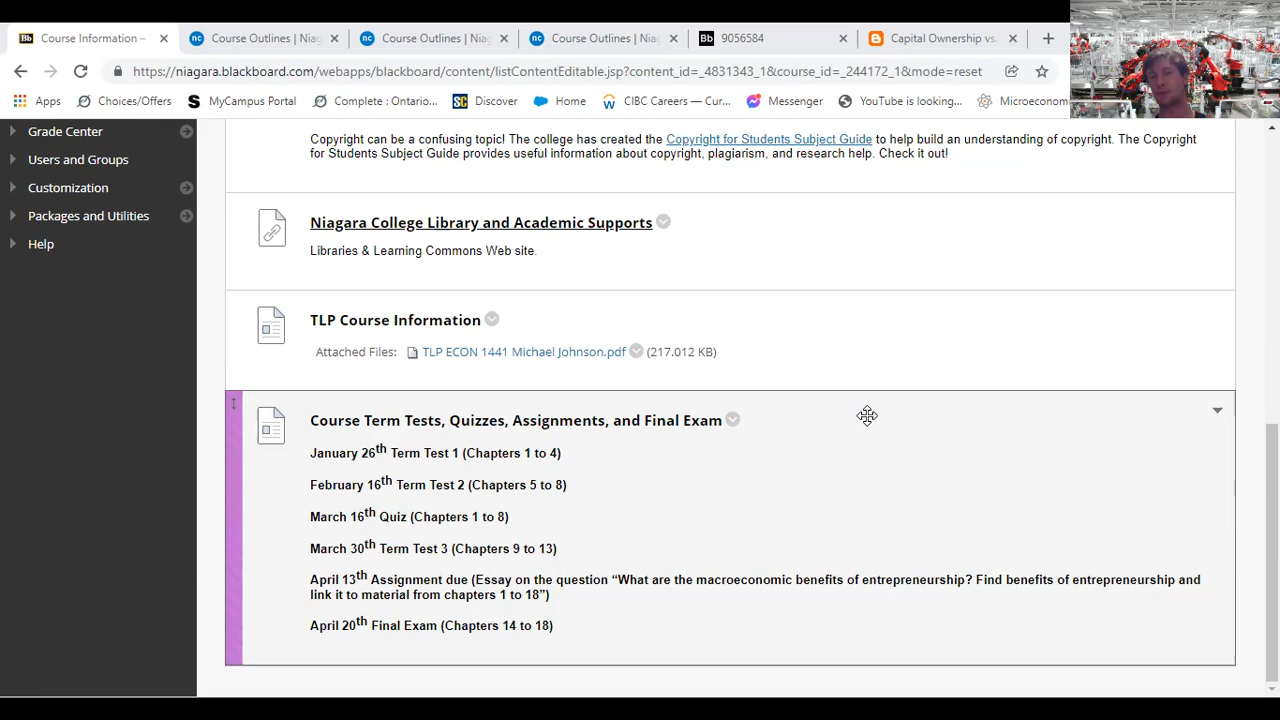 Course Information --
Course Outlines | Niag
Course Outlines | Niag
Course Outlines | Niag
Bb 9056584
Capital Ownership vs.
https://niagara.blackboard.com/webapps/blackboard/content/listContentEditable.jsp?content_id=_4831343_1&course_id=_244172_1&mode=reset
Apps
Choices/Offers
MyCampus Portal
Complete Savio...
Discover
Home
CIBC Careers — Cur...
Messenger
YouTube is looking...
Microeconom
Grade Center
Users and Groups
Customization
Packages and Utilities
Help
Copyright can be a confusing topic! The college has created the Copyright for Students Subject Guide to help build an understanding of copyright. The Copyright
for Students Subject Guide provides useful information about copyright, plagiarism, and research help. Check it out!
Niagara College Library and Academic Supports
Libraries & Learning Commons Web site.
TLP Course Information
Attached Files: TLP ECON 1441 Michael Johnson.pdf (217.012 KB)
Course Term Tests, Quizzes, Assignments, and Final Exam
January 26th Term Test 1 (Chapters 1 to 4)
February 16th Term Test 2 (Chapters 5 to 8)
March 16th Quiz (Chapters 1 to 8)
March 30th Term Test 3 (Chapters 9 to 13)
April 13th Assignment due (Essay on the question “What are the macroeconomic benefits of entrepreneurship? Find benefits of entrepreneurship and
link it to material from chapters 1 to 18”)
April 20th Final Exam (Chapters 14 to 18)